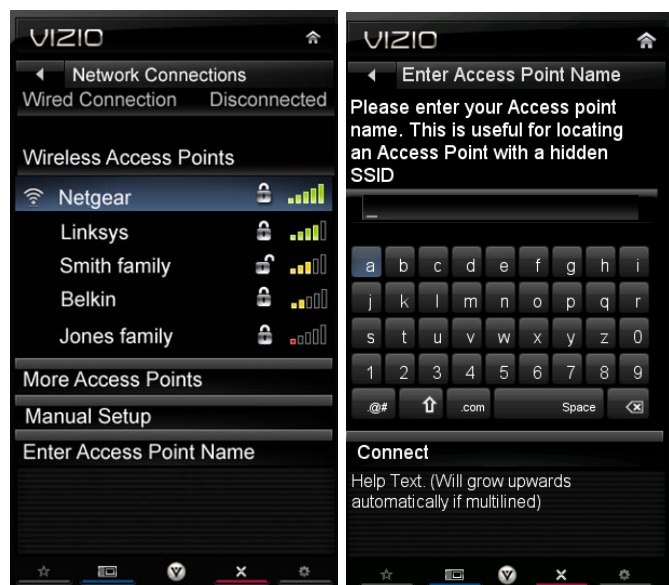 VIZIO
Network Connections
Wired Connection Disconnected
Wireless Access Points
Netgear
Linksys
Smith family
Belkin
Jones family
More Access Points
Manual Setup
Enter Access Point Name
V
VIZIO
Enter Access Point Name
Please enter your Access point
name. This is useful for locating
an Access Point with a hidden
SSID
_
a b c d e f g h i
j k l m n o p q r
s t u v w x y z 0
1 2 3 4 5 6 7 8 9
.@# .com Space
Connect
Help Text. (Will grow upwards
automatically if multilined)
V